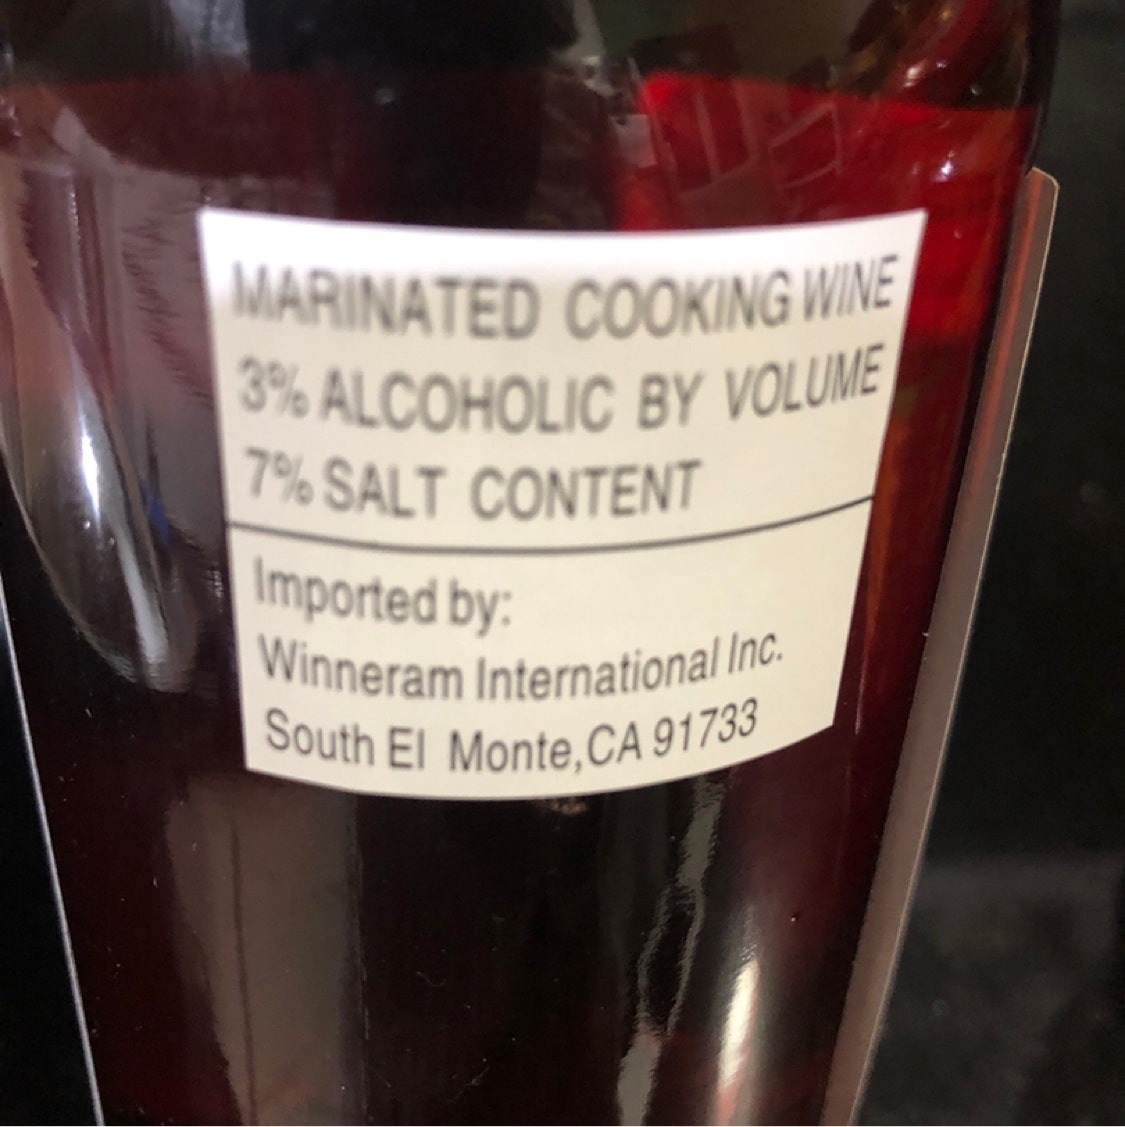 MARINATED COOKING WINE
3% ALCOHOLIC BY VOLUME
7% SALT CONTENT
Imported by:
Winneram International Inc.
South El Monte,CA 91733